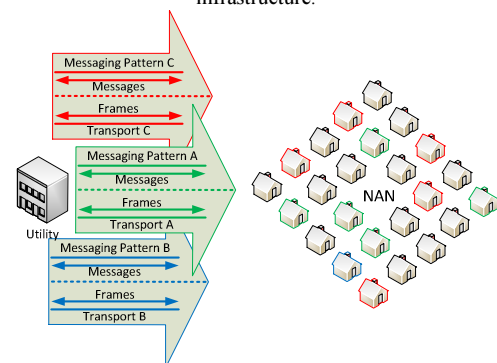 infrastructure.
Messaging Pattern C
Messages
Frames
Transport C
Messaging Pattern A
Messages
Frames
Transport A
Utility
Messaging Pattern B
Messages
Frames
Transport B
NAN